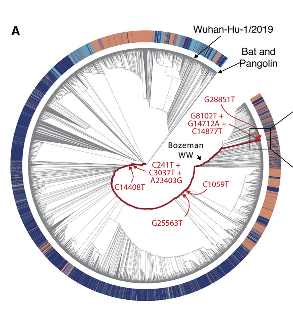 A
Wuhan-Hu-1/2019
Bat and
Pangolin
G28851T
G8102T +
G14712A +
C14877T
Bozeman
WW
C241T +
C3037T +
A23403G
C14408T
C1059T
G25563T